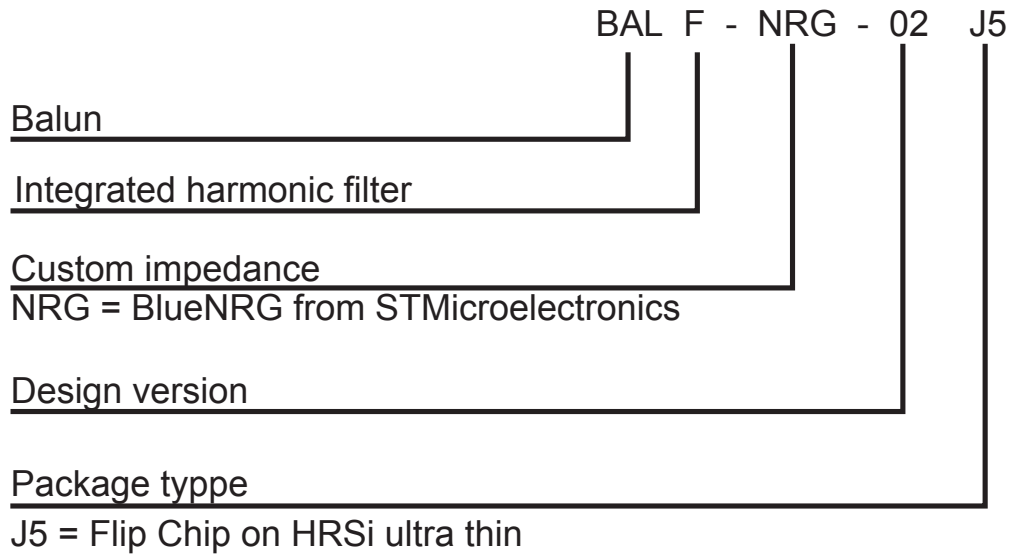 BAL F - NRG - 02 J5
Balun
Integrated harmonic filter
Custom impedance
NRG = BlueNRG from STMicroelectronics
Design version
Package typpe
J5 = Flip Chip on HRSi ultra thin